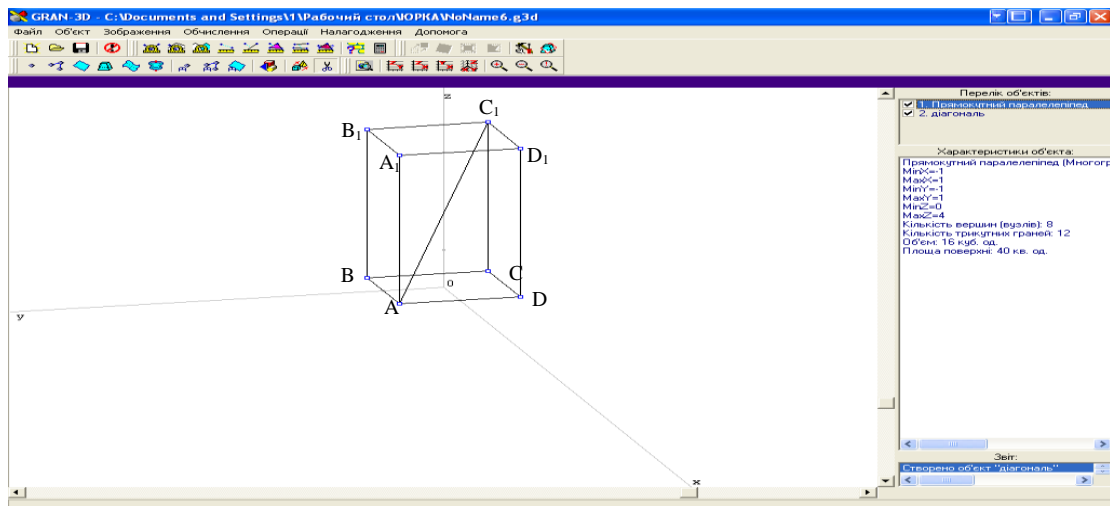 GRAN-3D - C:\Documents and Settings\1\Рабочий стол\ЮРКА\NoName6.g3d
Файл Об'єкт Зображення Обчислення Операції Налагодження Допомога
z
C₁
B₁
A₁
D₁
B
C
0
A
D
y
x
Перелік об'єктів:
1. Прямокутний паралелепіпед
2. діагональ
Характеристики об'єкта:
Прямокутний паралелепіпед (Многогр
MinX=-1
MaxX=1
MinY=-1
MaxY=1
MinZ=0
MaxZ=4
Кількість вершин (вузлів): 8
Кількість трикутних граней: 12
Об'єм: 16 куб. од.
Площа поверхні: 40 кв. од.
Звіт:
Створено об'єкт "діагональ"